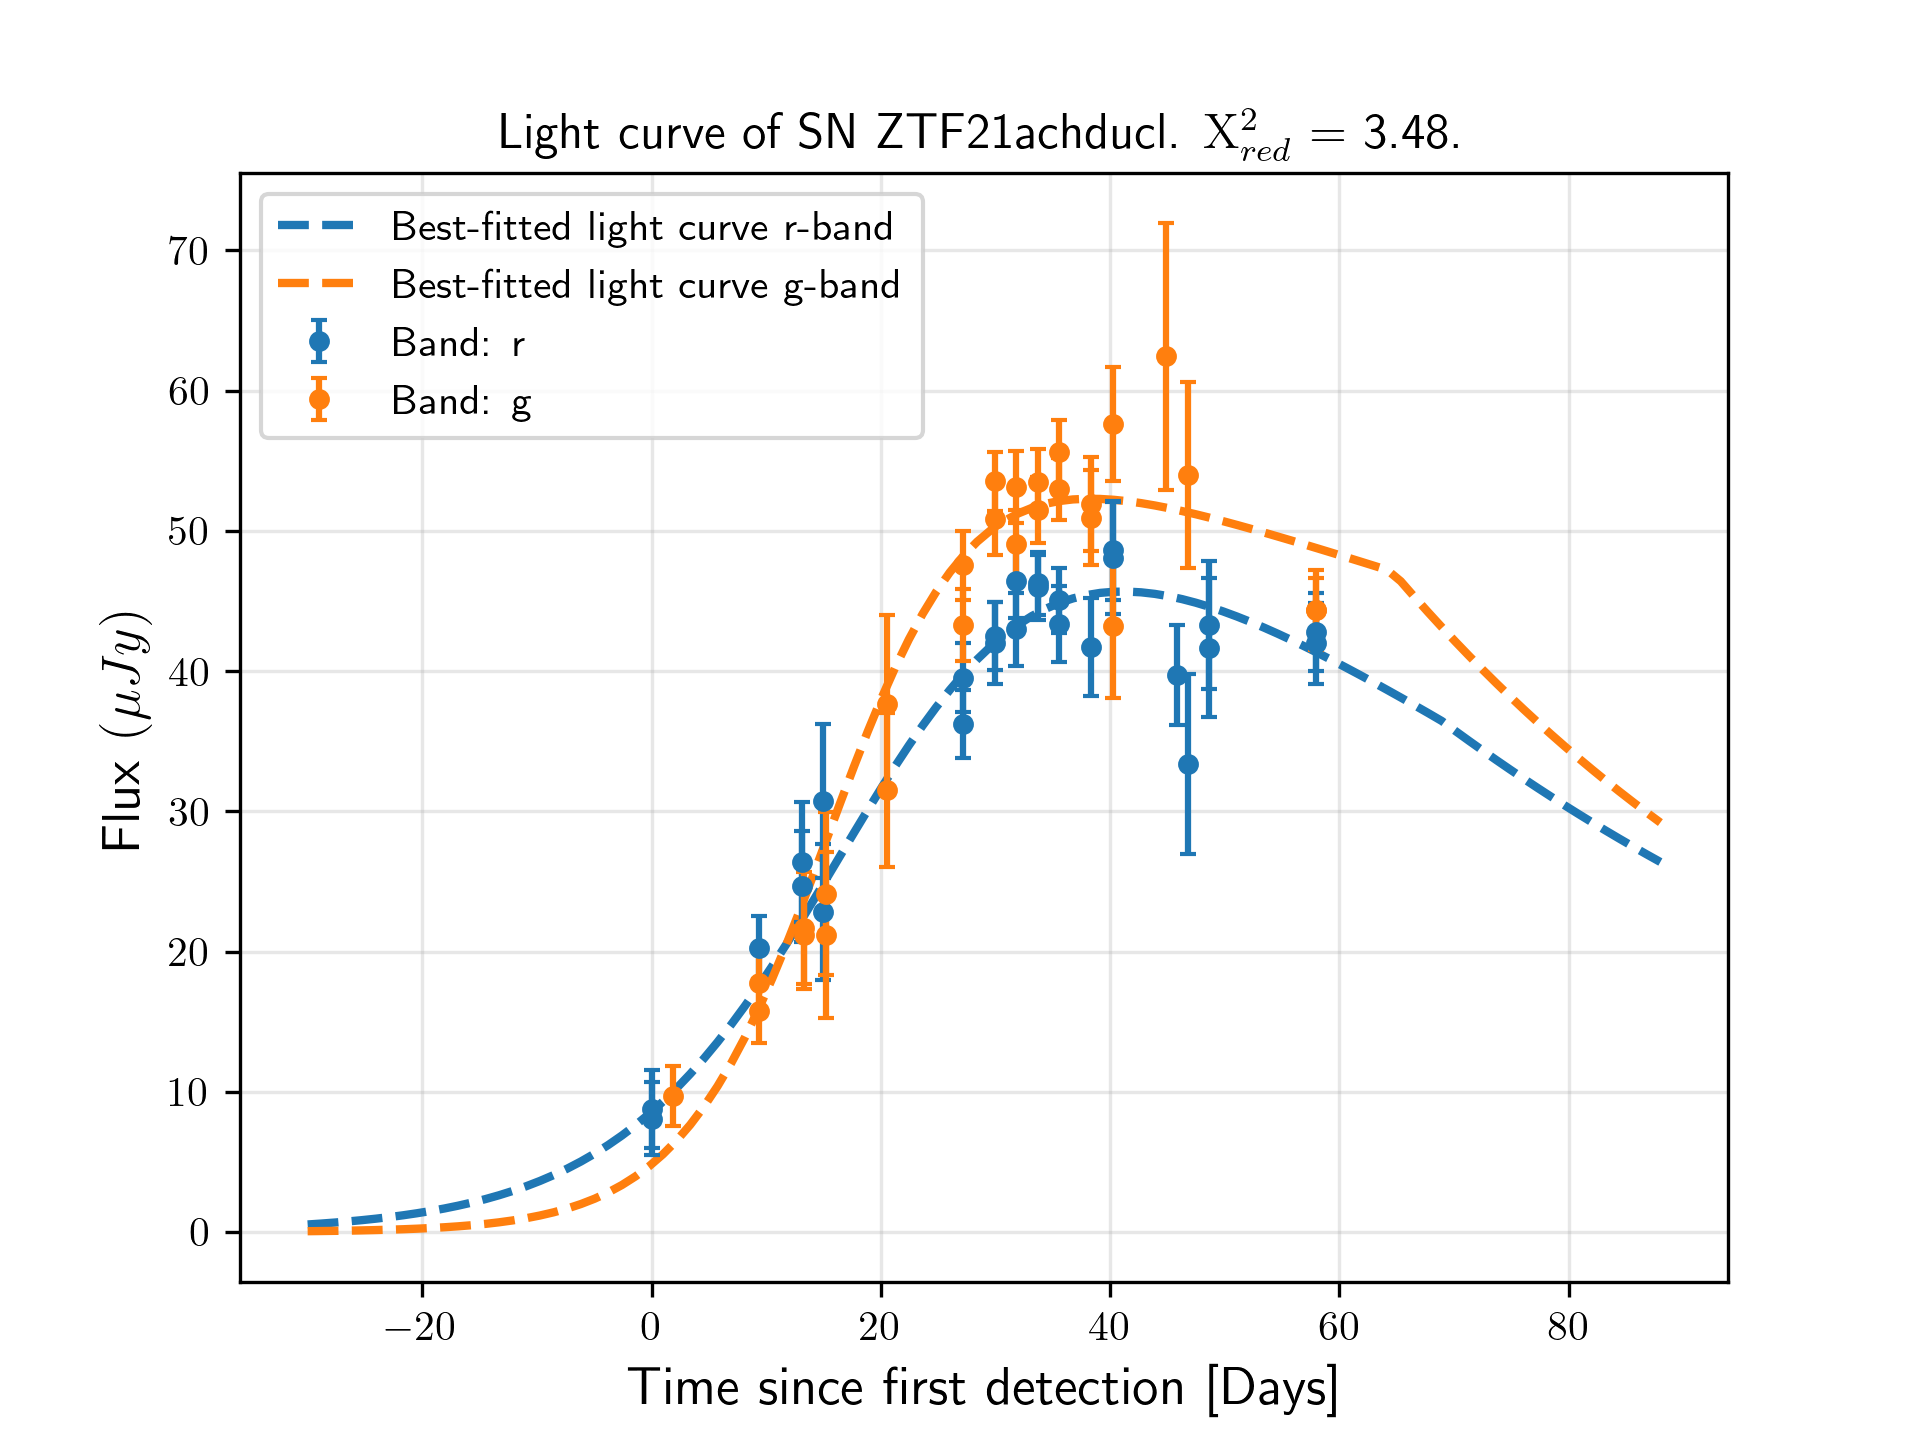 Light curve of SN ZTF21achducl. X²_red = 3.48.
Best-fitted light curve r-band
Best-fitted light curve g-band
Band: r
Band: g
70
60
50
40
30
20
10
0
Flux (μJy)
−20 0 20 40 60 80
Time since first detection [Days]